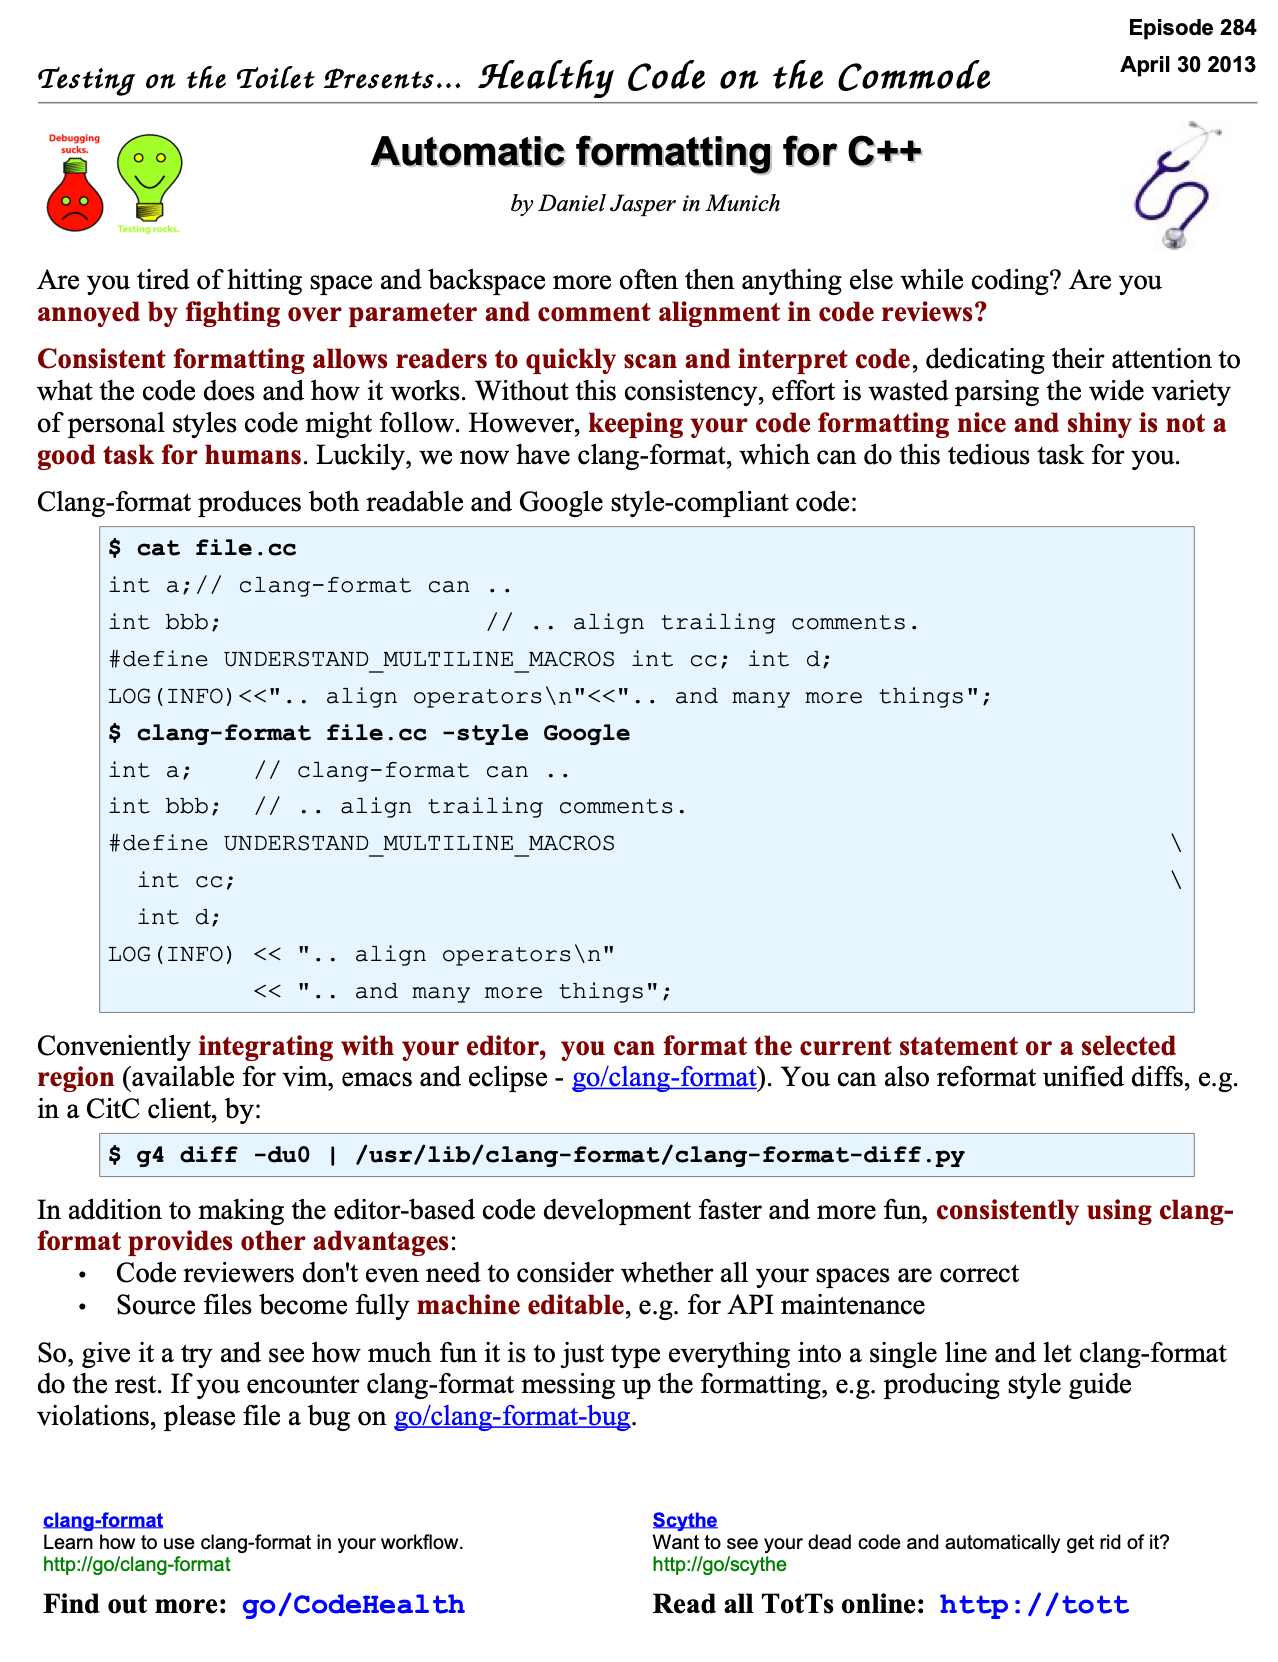 Episode 284
April 30 2013
Testing on the Toilet Presents... Healthy Code on the Commode
Debugging
sucks.
Testing rocks.
Automatic formatting for C++
by Daniel Jasper in Munich
Are you tired of hitting space and backspace more often then anything else while coding? Are you
annoyed by fighting over parameter and comment alignment in code reviews?
Consistent formatting allows readers to quickly scan and interpret code, dedicating their attention to
what the code does and how it works. Without this consistency, effort is wasted parsing the wide variety
of personal styles code might follow. However, keeping your code formatting nice and shiny is not a
good task for humans. Luckily, we now have clang-format, which can do this tedious task for you.
Clang-format produces both readable and Google style-compliant code:
$ cat file.cc
int a;// clang-format can ..
int bbb;                  // .. align trailing comments.
#define UNDERSTAND_MULTILINE_MACROS int cc; int d;
LOG(INFO)<<".. align operators\n"<<".. and many more things";
$ clang-format file.cc -style Google
int a;    // clang-format can ..
int bbb;  // .. align trailing comments.
#define UNDERSTAND_MULTILINE_MACROS                                      \
  int cc;                                                                \
  int d;
LOG(INFO) << ".. align operators\n"
          << ".. and many more things";
Conveniently integrating with your editor,  you can format the current statement or a selected
region (available for vim, emacs and eclipse - go/clang-format). You can also reformat unified diffs, e.g.
in a CitC client, by:
$ g4 diff -du0 | /usr/lib/clang-format/clang-format-diff.py
In addition to making the editor-based code development faster and more fun, consistently using clang-
format provides other advantages:
• Code reviewers don't even need to consider whether all your spaces are correct
• Source files become fully machine editable, e.g. for API maintenance
So, give it a try and see how much fun it is to just type everything into a single line and let clang-format
do the rest. If you encounter clang-format messing up the formatting, e.g. producing style guide
violations, please file a bug on go/clang-format-bug.
clang-format
Learn how to use clang-format in your workflow.
http://go/clang-format
Find out more: go/CodeHealth
Scythe
Want to see your dead code and automatically get rid of it?
http://go/scythe
Read all TotTs online: http://tott